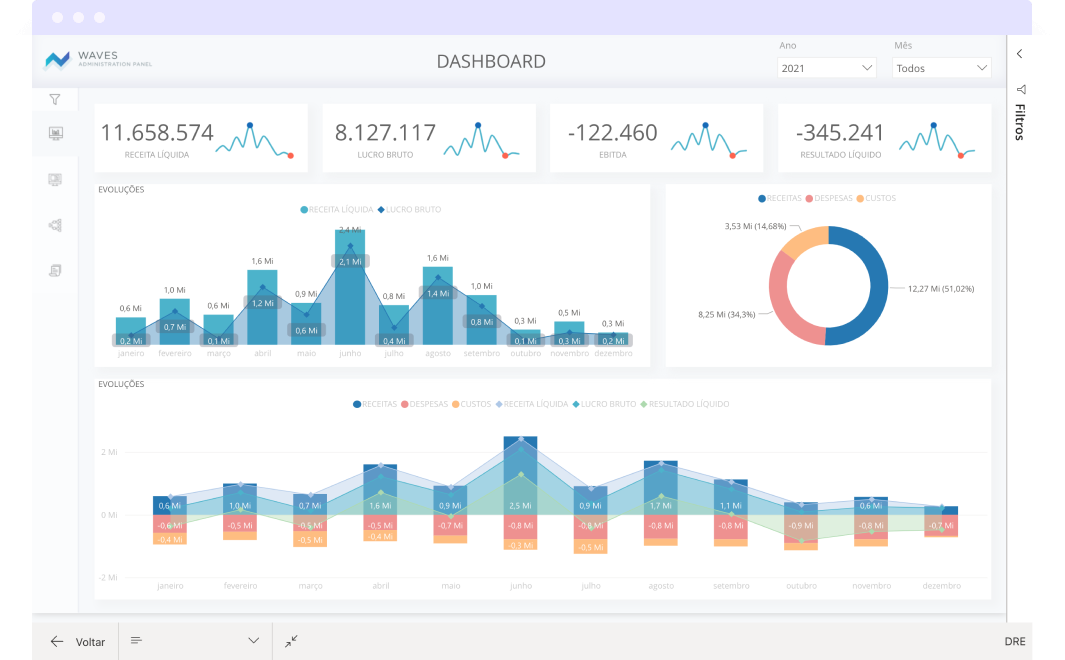 WAVES
ADMINISTRATION PANEL
DASHBOARD
Ano
2021
Mês
Todos
Filtros
11.658.574
RECEITA LÍQUIDA
8.127.117
LUCRO BRUTO
-122.460
EBITDA
-345.241
RESULTADO LÍQUIDO
EVOLUÇÕES
RECEITA LÍQUIDA LUCRO BRUTO
0,6 Mi 1,0 Mi 0,6 Mi 1,6 Mi 0,9 Mi 2,4 Mi 0,8 Mi 1,6 Mi 1,0 Mi 0,3 Mi 0,5 Mi 0,3 Mi
0,2 Mi 0,7 Mi 0,1 Mi 1,2 Mi 0,6 Mi 2,1 Mi 0,4 Mi 1,4 Mi 0,8 Mi 0,1 Mi 0,3 Mi 0,2 Mi
janeiro fevereiro março abril maio junho julho agosto setembro outubro novembro dezembro
RECEITAS DESPESAS CUSTOS
3,53 Mi (14,68%)
12,27 Mi (51,02%)
8,25 Mi (34,3%)
EVOLUÇÕES
RECEITAS DESPESAS CUSTOS RECEITA LÍQUIDA LUCRO BRUTO RESULTADO LÍQUIDO
2 Mi
0,6 Mi 1,0 Mi 0,7 Mi 1,6 Mi 0,9 Mi 2,5 Mi 0,9 Mi 1,7 Mi 1,1 Mi 0,6 Mi
0 Mi
-0,6 Mi -0,5 Mi -0,5 Mi -0,5 Mi -0,7 Mi -0,8 Mi -0,8 Mi -0,8 Mi -0,8 Mi -0,9 Mi -0,8 Mi -0,7 Mi
-0,4 Mi -0,5 Mi -0,4 Mi -0,3 Mi -0,5 Mi
-2 Mi
janeiro fevereiro março abril maio junho julho agosto setembro outubro novembro dezembro
Voltar
DRE